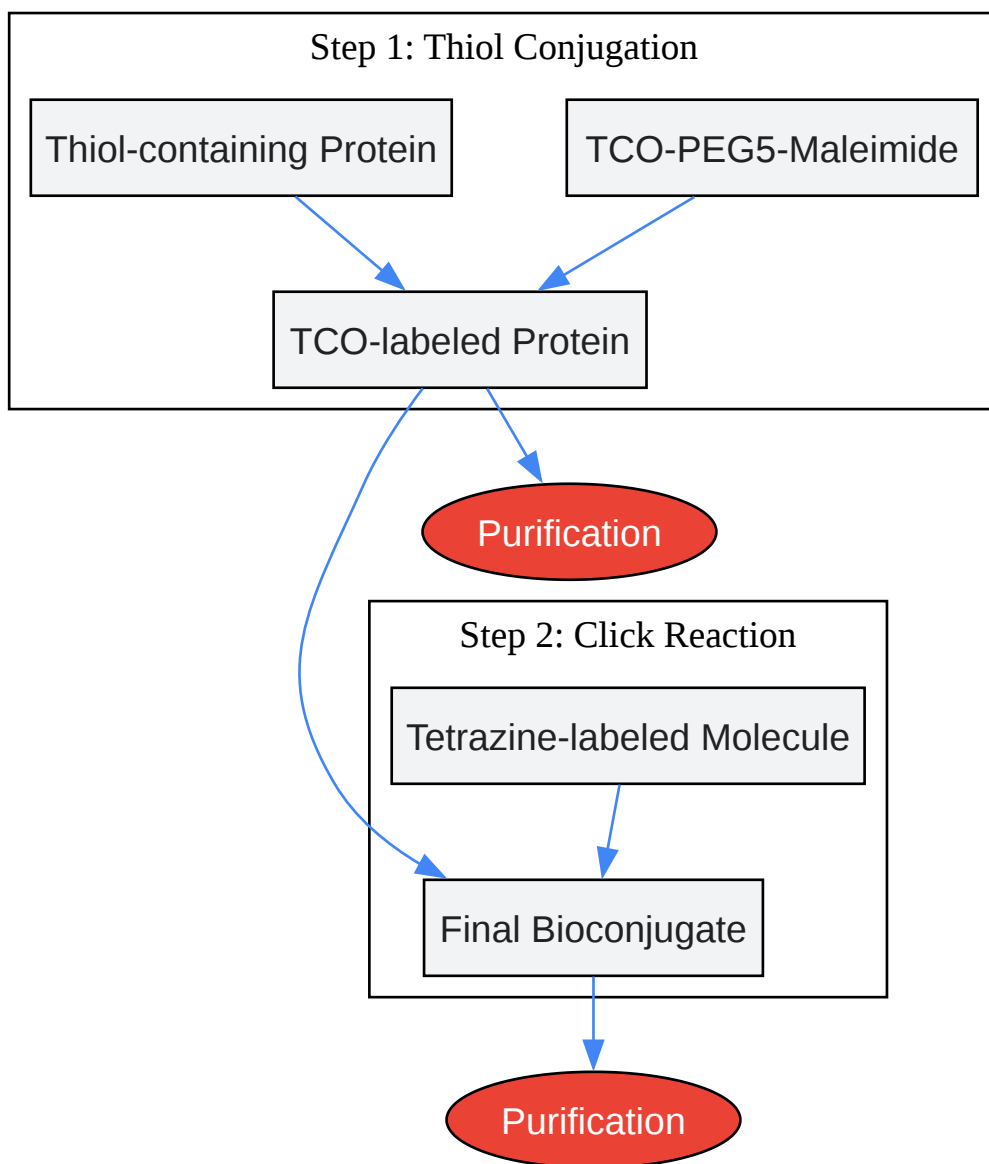 Step 1: Thiol Conjugation
Thiol-containing Protein
TCO-PEG5-Maleimide
TCO-labeled Protein
Purification
Step 2: Click Reaction
Tetrazine-labeled Molecule
Final Bioconjugate
Purification